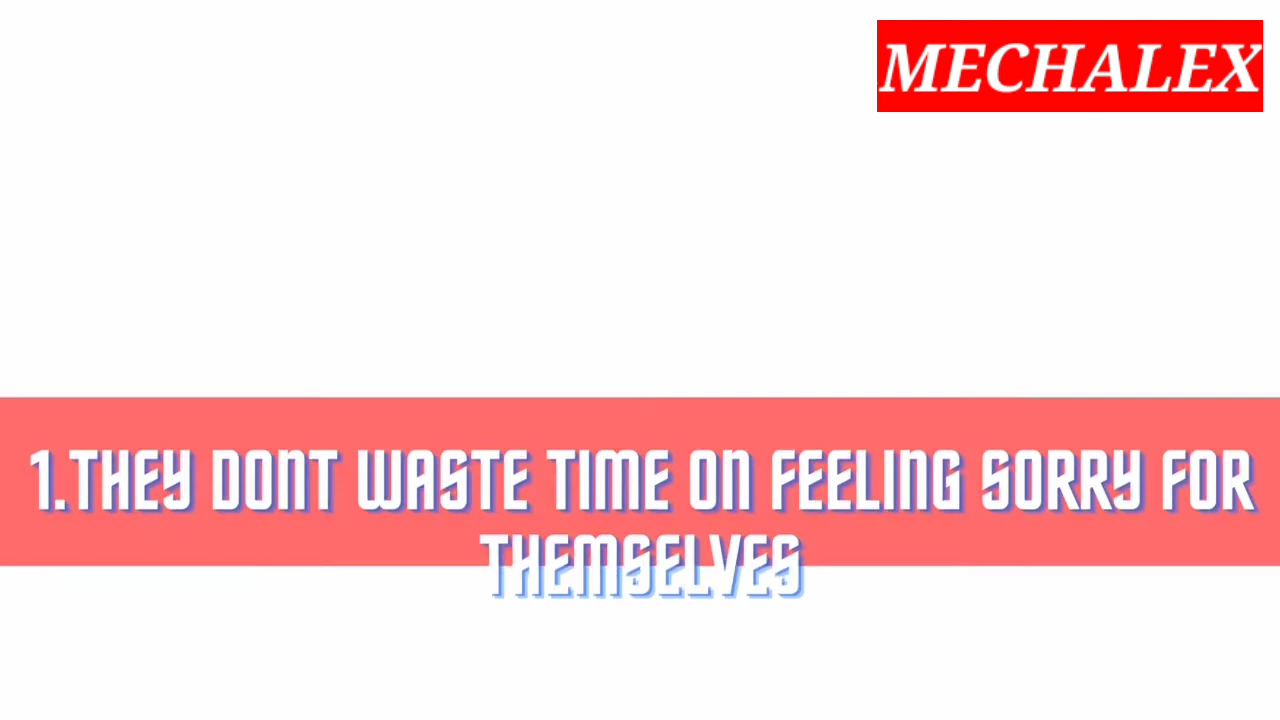 MECHALEX
1.THEY DONT WASTE TIME ON FEELING SORRY FOR
THEMSELVES